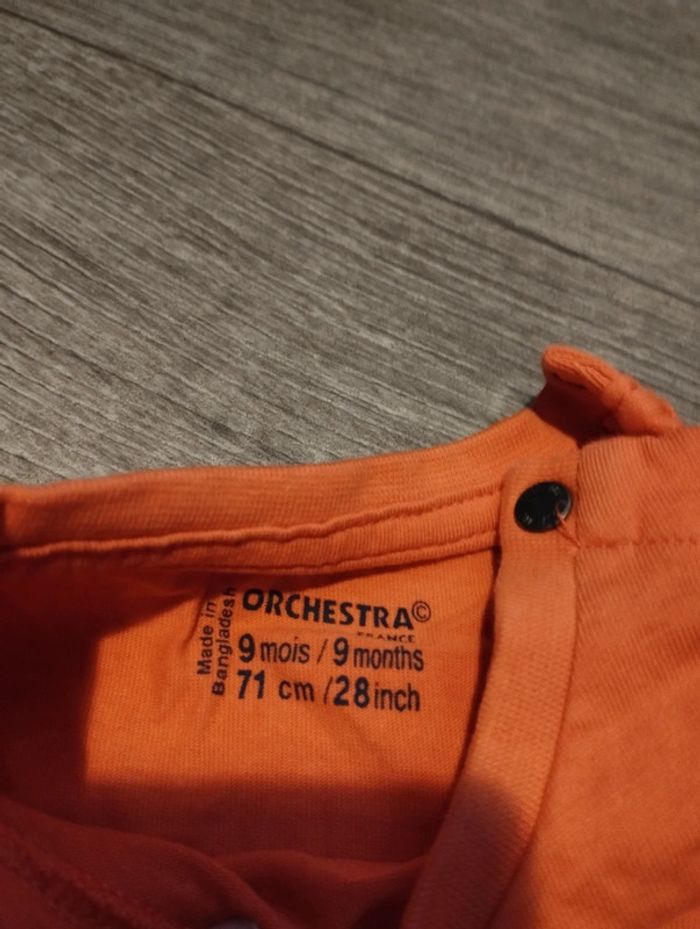 ORCHESTRA©
FRANCE
9 mois / 9 months
71 cm / 28 inch
Made in
Bangladesh